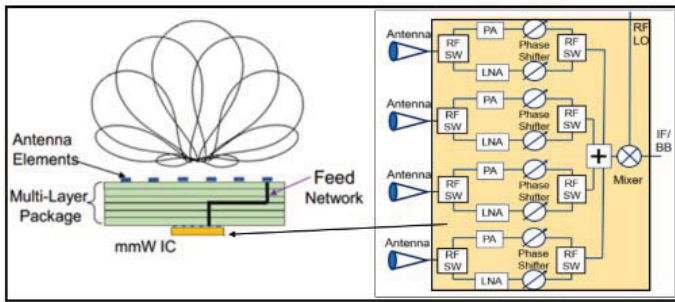 Antenna
Elements
Multi-Layer
Package
Feed
Network
mmW IC
Antenna
RF
SW
PA
Phase
Shifter
LNA
RF
SW
Antenna
RF
SW
PA
Phase
Shifter
LNA
RF
SW
Antenna
RF
SW
PA
Phase
Shifter
LNA
RF
SW
Antenna
RF
SW
PA
Phase
Shifter
LNA
RF
SW
RF
LO
+
Mixer
IF/
BB